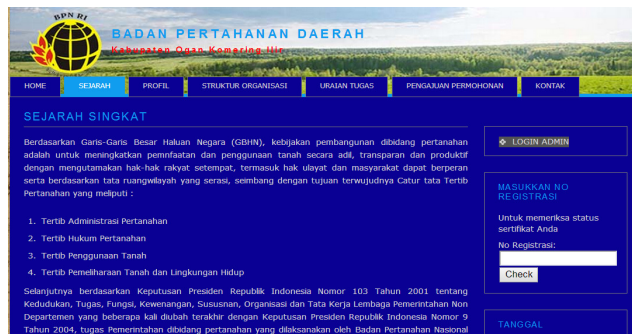 BPN RI
BADAN PERTAHANAN DAERAH
Kabupaten Ogan Komering Ilir
HOME SEJARAH PROFIL STRUKTUR ORGANISASI URAIAN TUGAS PENGAJUAN PERMOHONAN KONTAK
SEJARAH SINGKAT
Berdasarkan Garis-Garis Besar Haluan Negara (GBHN), kebijakan pembangunan dibidang pertanahan
adalah untuk meningkatkan pemnfaatan dan penggunaan tanah secara adil, transparan dan produktif
dengan mengutamakan hak-hak rakyat setempat, termasuk hak ulayat dan masyarakat dapat berperan
serta berdasarkan tata ruangwilayah yang serasi, seimbang dengan tujuan terwujudnya Catur tata Tertib
Pertanahan yang meliputi :
1. Tertib Administrasi Pertanahan
2. Tertib Hukum Pertanahan
3. Tertib Penggunaan Tanah
4. Tertib Pemeliharaan Tanah dan Lingkungan Hidup
Selanjutnya berdasarkan Keputusan Presiden Republik Indonesia Nomor 103 Tahun 2001 tentang
Kedudukan, Tugas, Fungsi, Kewenangan, Sususnan, Organisasi dan Tata Kerja Lembaga Pemerintahan Non
Departemen yang beberapa kali diubah terakhir dengan Keputusan Presiden Republik Indonesia Nomor 9
Tahun 2004, tugas Pemerintahan dibidang pertanahan yang dilaksanakan oleh Badan Pertanahan Nasional
LOGIN ADMIN
MASUKKAN NO
REGISTRASI
Untuk memeriksa status
sertifikat Anda
No Registrasi:
Check
TANGGAL